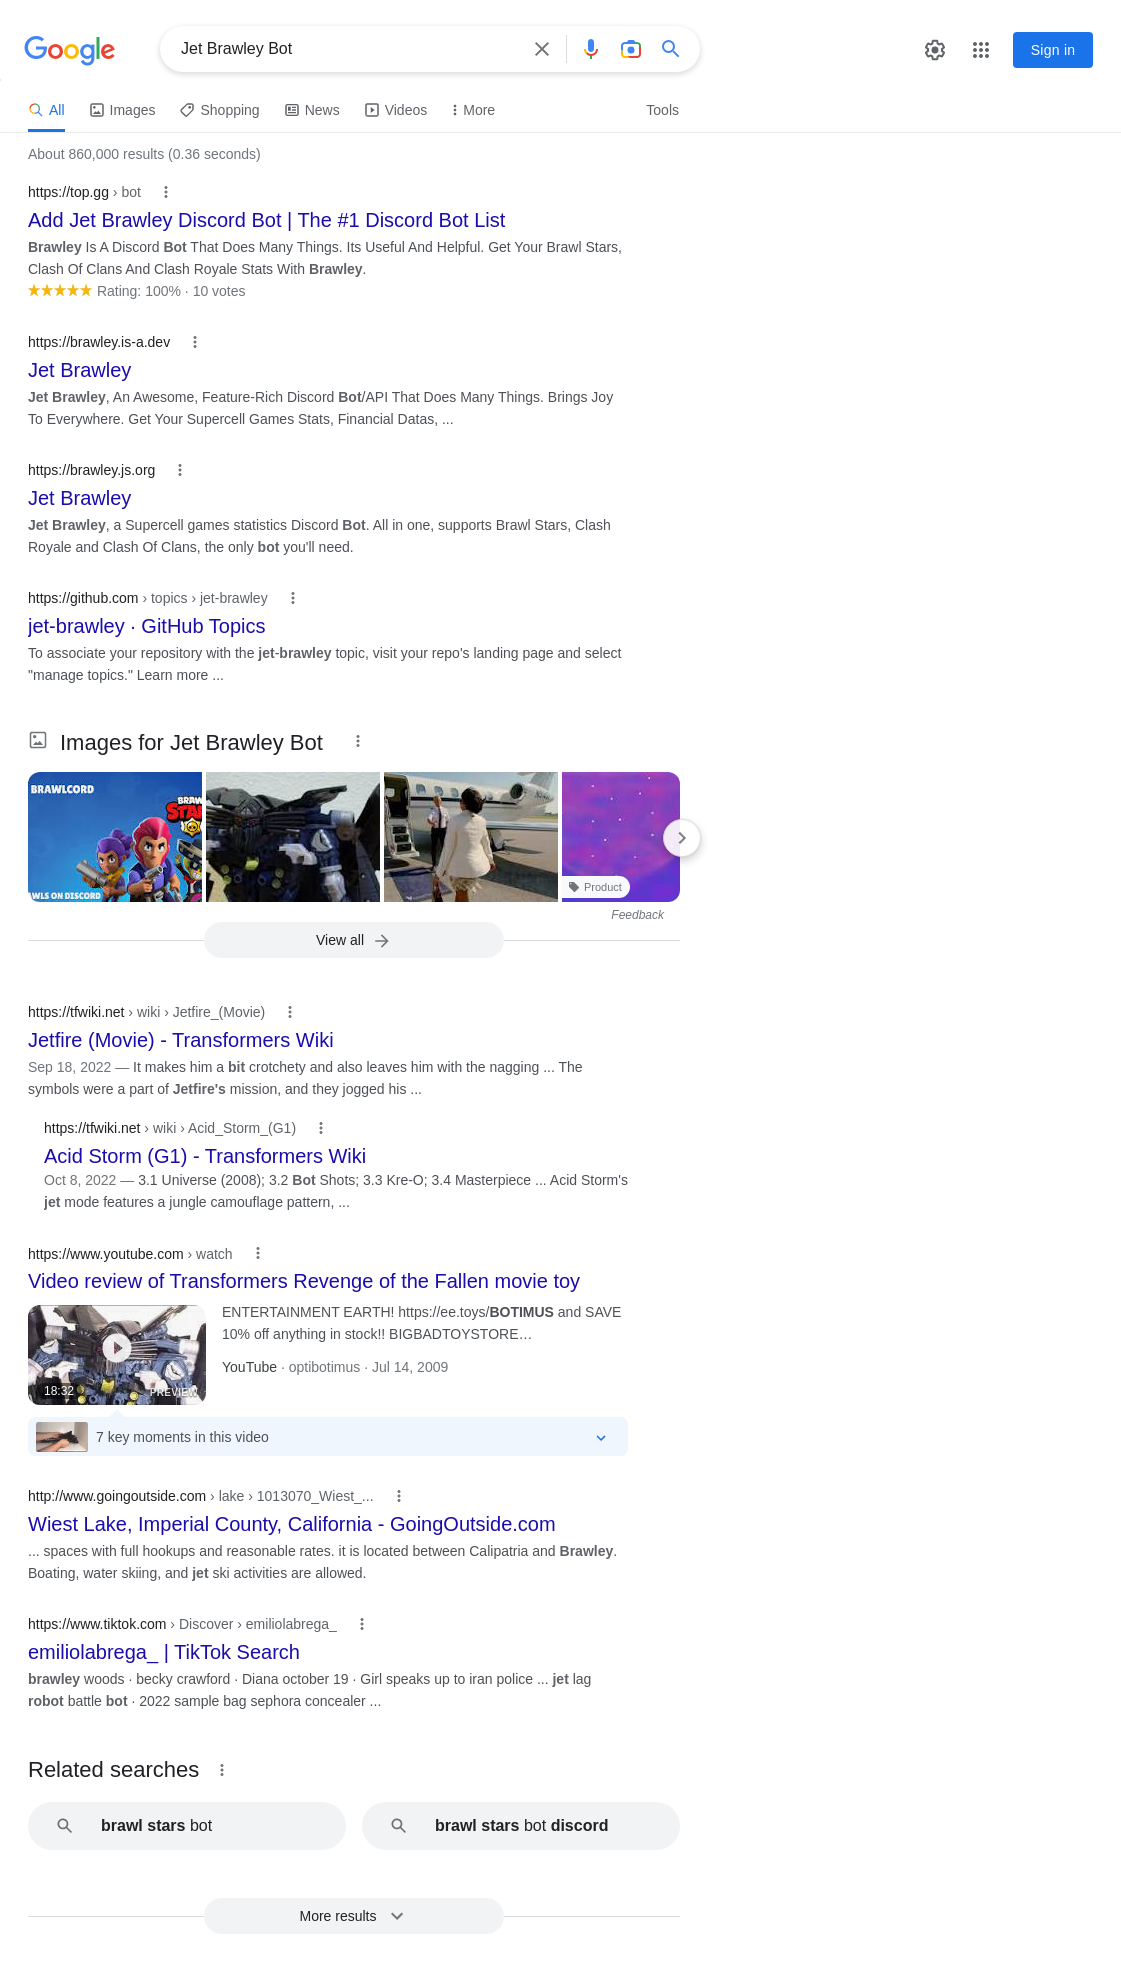 Google
Jet Brawley Bot
Sign in
All
Images
Shopping
News
Videos
More
Tools
About 860,000 results (0.36 seconds)
https://top.gg › bot
Add Jet Brawley Discord Bot | The #1 Discord Bot List
Brawley Is A Discord Bot That Does Many Things. Its Useful And Helpful. Get Your Brawl Stars,
Clash Of Clans And Clash Royale Stats With Brawley.
Rating: 100% · 10 votes
https://brawley.is-a.dev
Jet Brawley
Jet Brawley, An Awesome, Feature-Rich Discord Bot/API That Does Many Things. Brings Joy
To Everywhere. Get Your Supercell Games Stats, Financial Datas, ...
https://brawley.js.org
Jet Brawley
Jet Brawley, a Supercell games statistics Discord Bot. All in one, supports Brawl Stars, Clash
Royale and Clash Of Clans, the only bot you'll need.
https://github.com › topics › jet-brawley
jet-brawley · GitHub Topics
To associate your repository with the jet-brawley topic, visit your repo's landing page and select
"manage topics." Learn more ...
Images for Jet Brawley Bot
BRAWLCORD
BRAW
STA
AWLS ON DISCORD
Product
Feedback
View all
https://tfwiki.net › wiki › Jetfire_(Movie)
Jetfire (Movie) - Transformers Wiki
Sep 18, 2022 — It makes him a bit crotchety and also leaves him with the nagging ... The
symbols were a part of Jetfire's mission, and they jogged his ...
https://tfwiki.net › wiki › Acid_Storm_(G1)
Acid Storm (G1) - Transformers Wiki
Oct 8, 2022 — 3.1 Universe (2008); 3.2 Bot Shots; 3.3 Kre-O; 3.4 Masterpiece ... Acid Storm's
jet mode features a jungle camouflage pattern, ...
https://www.youtube.com › watch
Video review of Transformers Revenge of the Fallen movie toy
ENTERTAINMENT EARTH! https://ee.toys/BOTIMUS and SAVE
10% off anything in stock!! BIGBADTOYSTORE…
YouTube · optibotimus · Jul 14, 2009
18:32
PREVIEW
7 key moments in this video
http://www.goingoutside.com › lake › 1013070_Wiest_...
Wiest Lake, Imperial County, California - GoingOutside.com
... spaces with full hookups and reasonable rates. it is located between Calipatria and Brawley.
Boating, water skiing, and jet ski activities are allowed.
https://www.tiktok.com › Discover › emiliolabrega_
emiliolabrega_ | TikTok Search
brawley woods · becky crawford · Diana october 19 · Girl speaks up to iran police ... jet lag
robot battle bot · 2022 sample bag sephora concealer ...
Related searches
brawl stars bot
brawl stars bot discord
More results